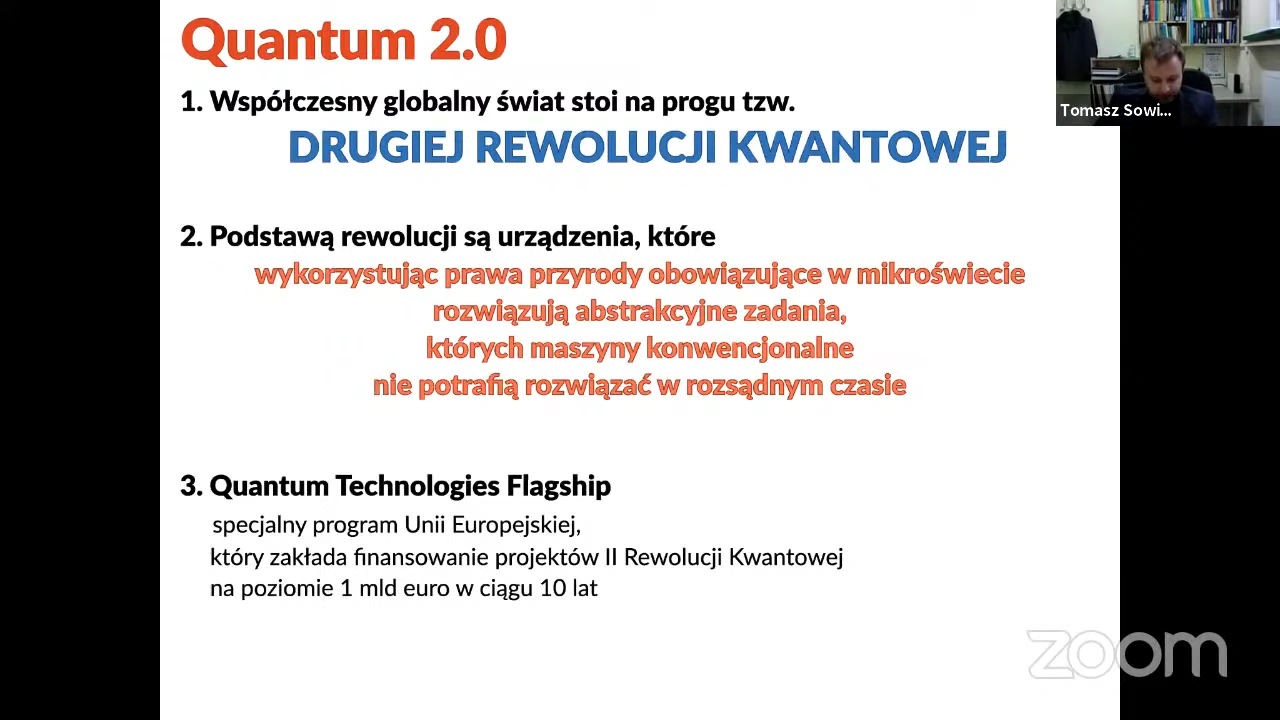 Quantum 2.0
1. Współczesny globalny świat stoi na progu tzw.
DRUGIEJ REWOLUCJI KWANTOWEJ
2. Podstawą rewolucji są urządzenia, które
wykorzystując prawa przyrody obowiązujące w mikroświecie
rozwiązują abstrakcyjne zadania,
których maszyny konwencjonalne
nie potrafią rozwiązać w rozsądnym czasie
3. Quantum Technologies Flagship
specjalny program Unii Europejskiej,
który zakłada finansowanie projektów II Rewolucji Kwantowej
na poziomie 1 mld euro w ciągu 10 lat
Tomasz Sowi...
zoom